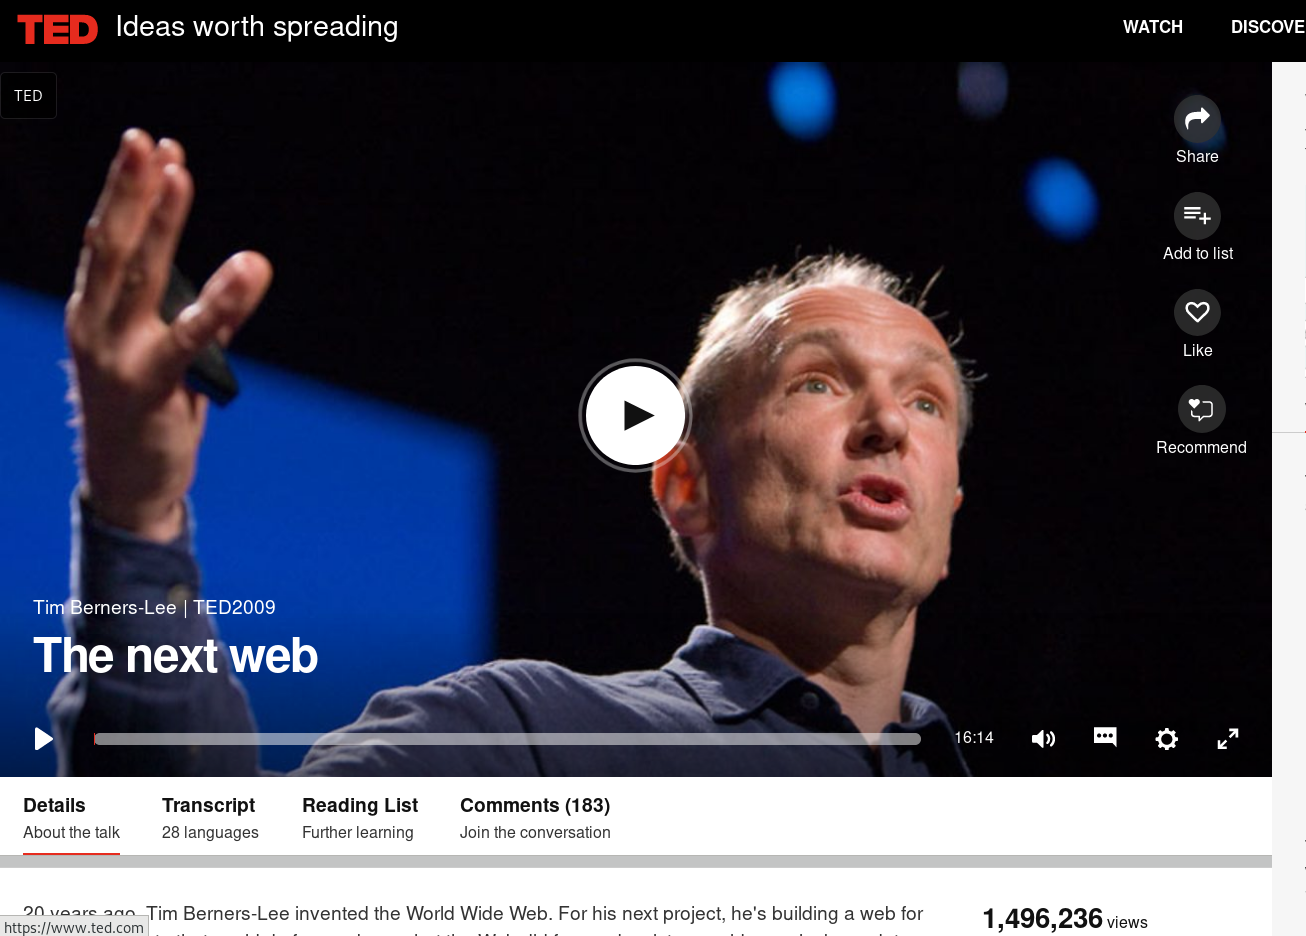 TED Ideas worth spreading
WATCH DISCOVE
TED
Share
Add to list
Like
Recommend
Tim Berners-Lee | TED2009
The next web
16:14
Details Transcript Reading List Comments (183)
About the talk 28 languages Further learning Join the conversation
20 years ago, Tim Berners-Lee invented the World Wide Web. For his next project, he's building a web for
1,496,236 views
https://www.ted.com